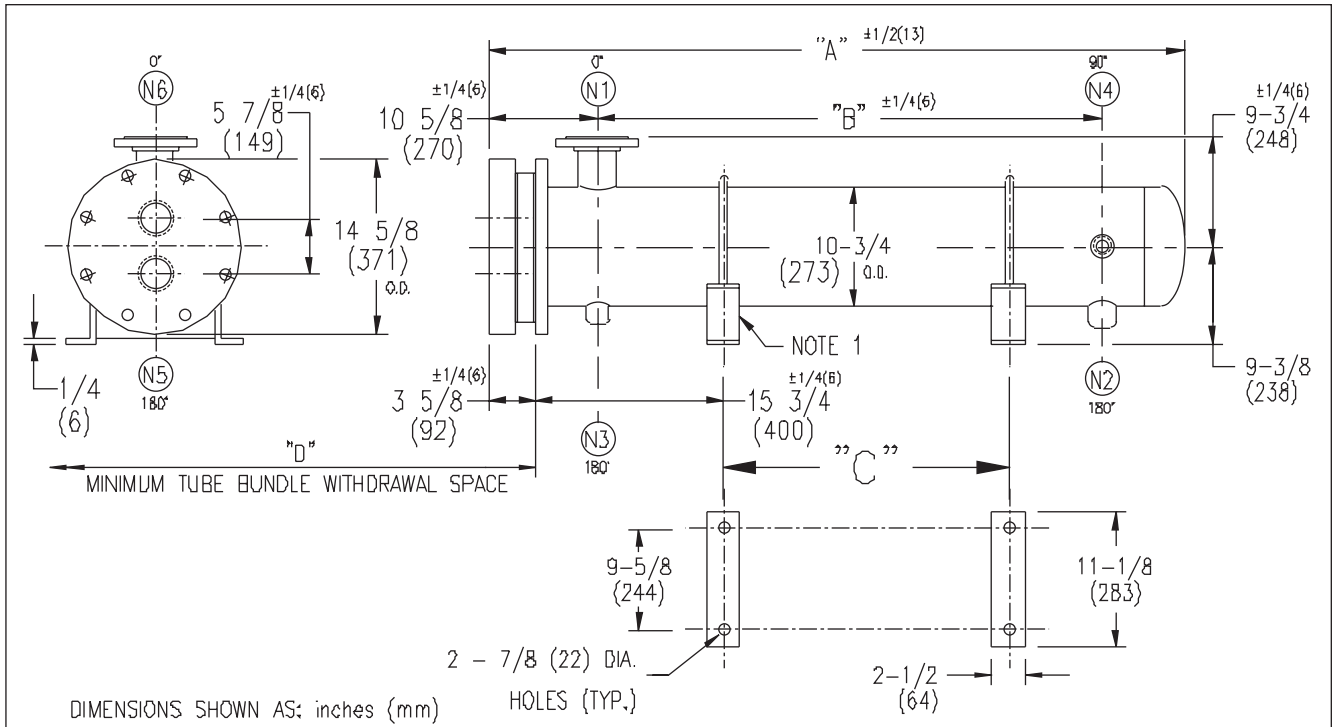 0°
N6
5 7/8 ±1/4(6)
(149)
14 5/8
(371)
O.D.
1/4
(6)
N5
180°
"A" ±1/2(13)
0°
N1
90°
N4
±1/4(6)
10 5/8
(270)
"B" ±1/4(6)
±1/4(6)
9-3/4
(248)
10-3/4
(273) O.D.
NOTE 1
±1/4(6)
3 5/8
(92)
±1/4(6)
15 3/4
(400)
N3
180°
N2
180°
9-3/8
(238)
"D"
MINIMUM TUBE BUNDLE WITHDRAWAL SPACE
"C"
9-5/8
(244)
11-1/8
(283)
2 - 7/8 (22) DIA.
HOLES (TYP.)
2-1/2
(64)
DIMENSIONS SHOWN AS: inches (mm)